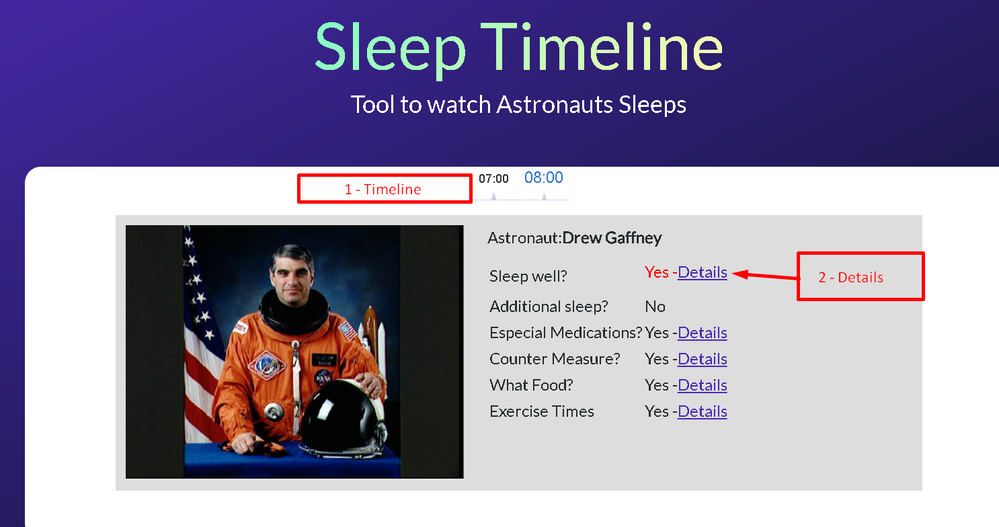 Sleep Timeline
Tool to watch Astronauts Sleeps
1 - Timeline
07:00
08:00
Astronaut:Drew Gaffney
Sleep well? Yes -Details
2 - Details
Additional sleep? No
Especial Medications? Yes -Details
Counter Measure? Yes -Details
What Food? Yes -Details
Exercise Times Yes -Details
NASA